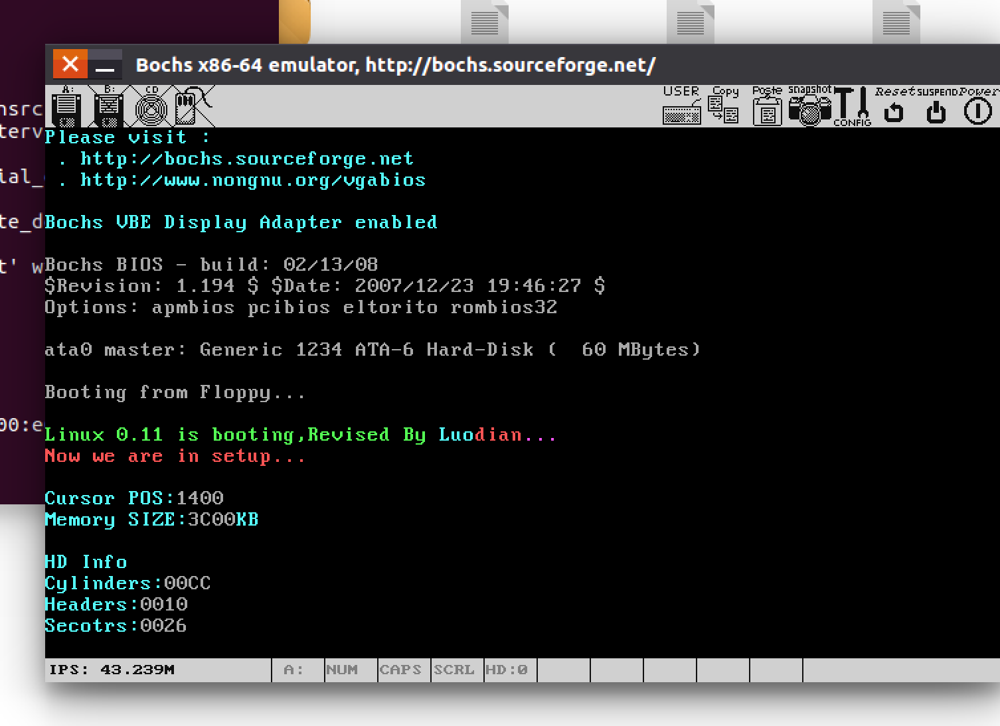 Bochs x86-64 emulator, http://bochs.sourceforge.net/
A: B: CD USER Copy Paste snapshot CONFIG Reset SUSPEND Power
Please visit :
. http://bochs.sourceforge.net
. http://www.nongnu.org/vgabios
Bochs VBE Display Adapter enabled
Bochs BIOS - build: 02/13/08
$Revision: 1.194 $ $Date: 2007/12/23 19:46:27 $
Options: apmbios pcibios eltorito rombios32
ata0 master: Generic 1234 ATA-6 Hard-Disk (  60 MBytes)
Booting from Floppy...
Linux 0.11 is booting,Revised By Luodian...
Now we are in setup...
Cursor POS:1400
Memory SIZE:3C00KB
HD Info
Cylinders:00CC
Headers:0010
Secotrs:0026
IPS: 43.239M A: NUM CAPS SCRL HD:0
nsrc
terv
ial_
te_d
t' w
00:e